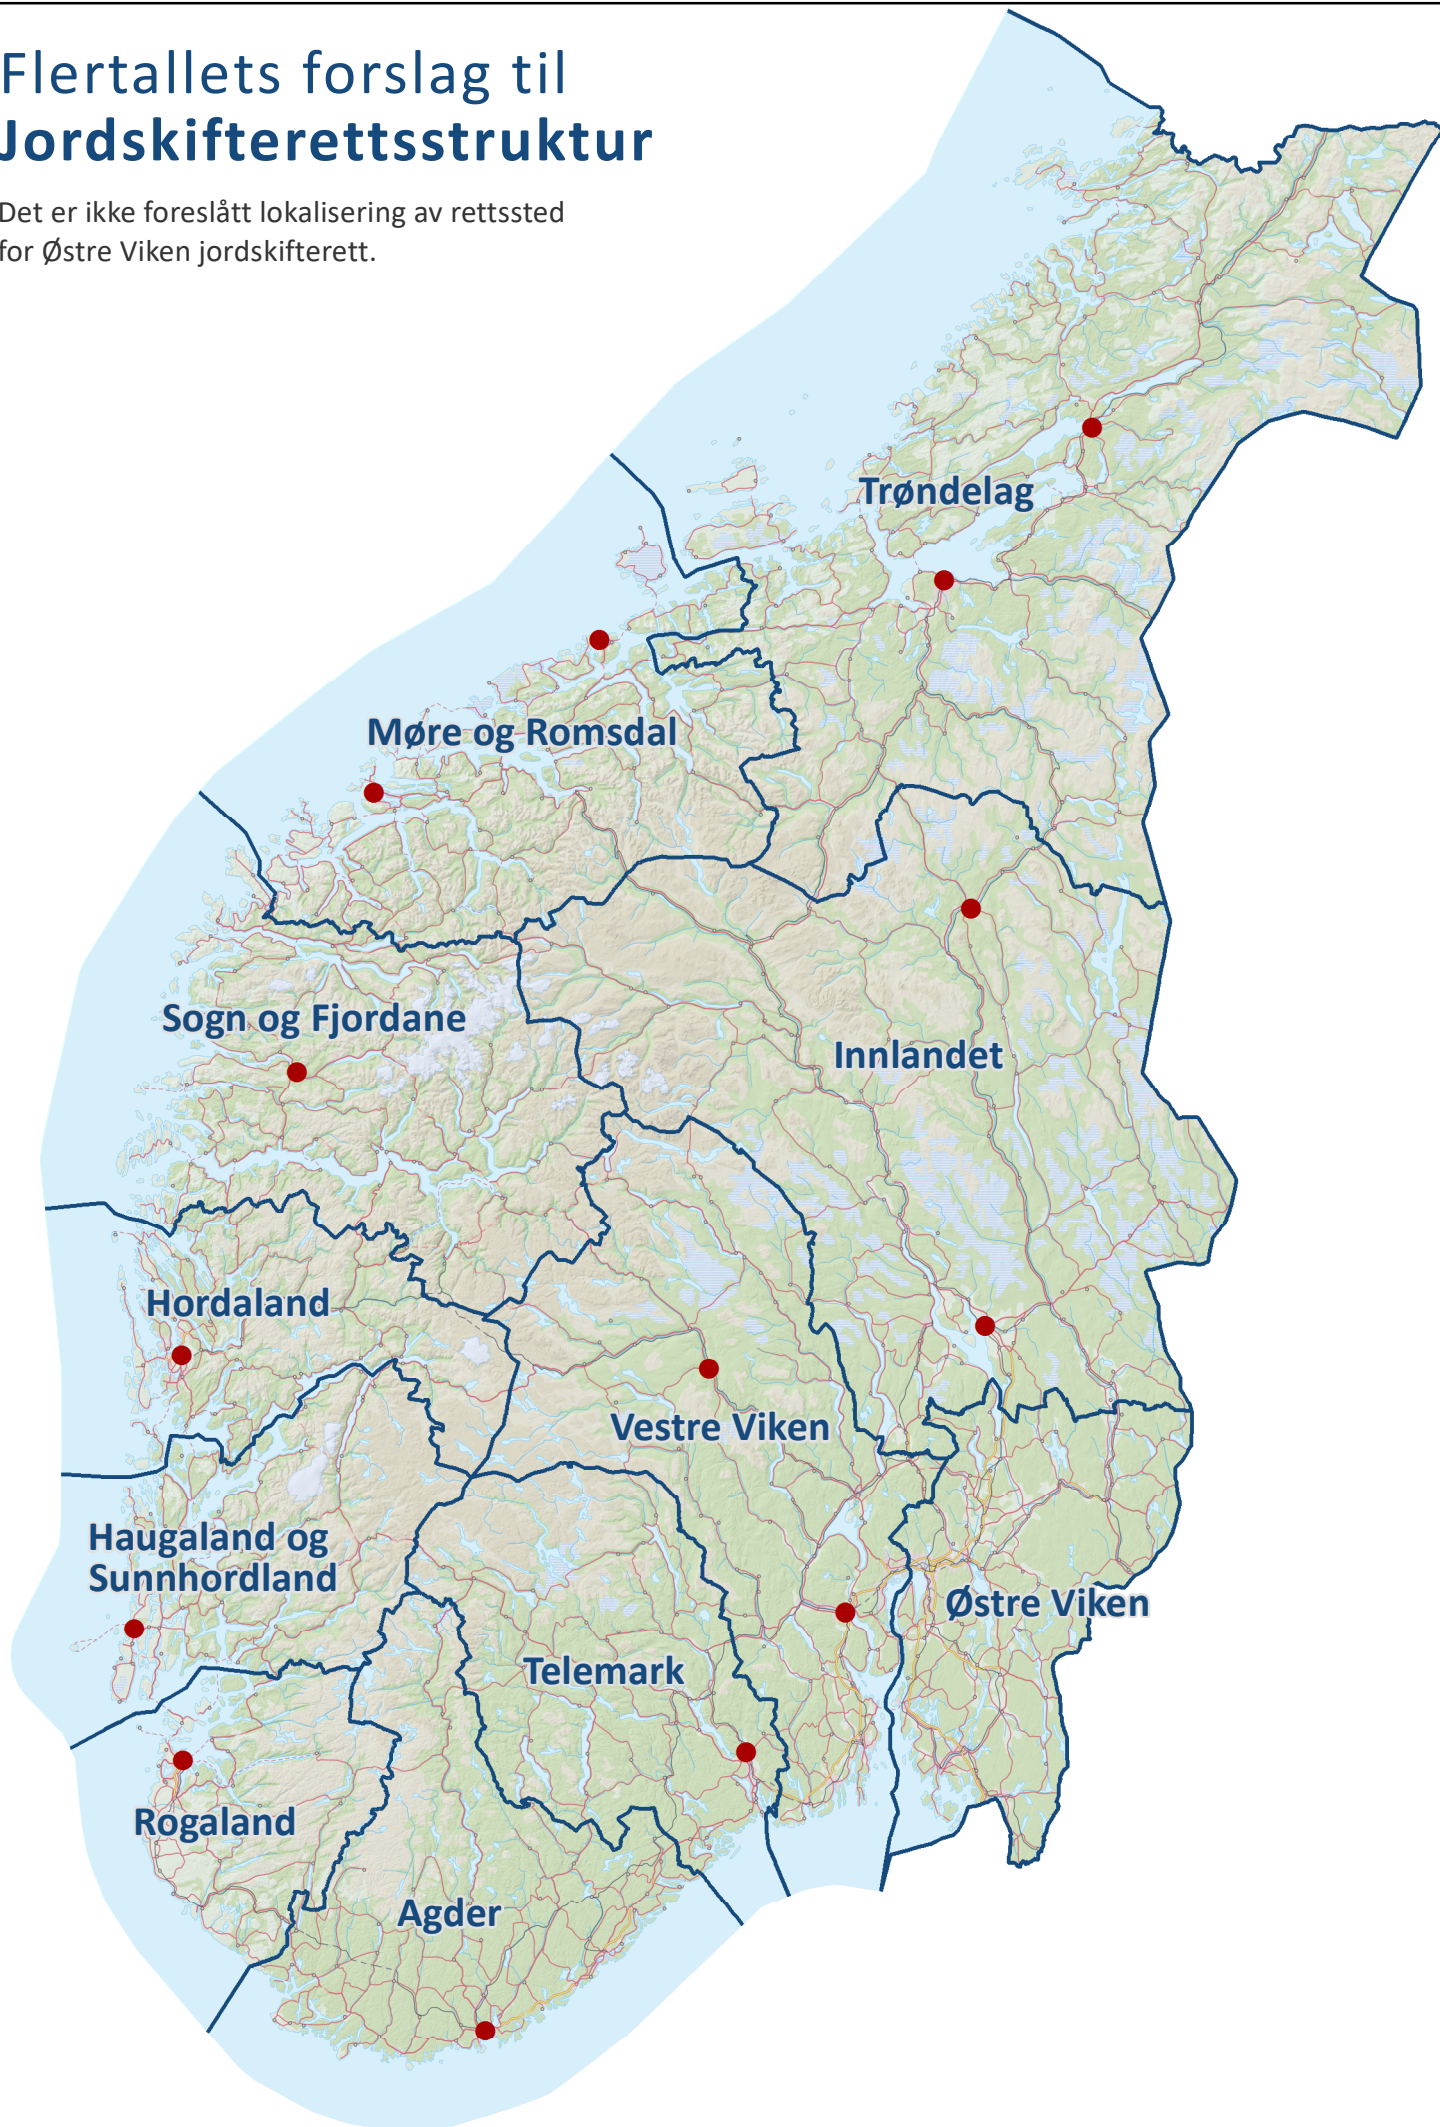 Flertallets forslag til
Jordskifterettsstruktur
Det er ikke foreslått lokalisering av rettssted
for Østre Viken jordskifterett.
Trøndelag
Møre og Romsdal
Sogn og Fjordane
Innlandet
Hordaland
Vestre Viken
Haugaland og
Sunnhordland
Østre Viken
Telemark
Rogaland
Agder